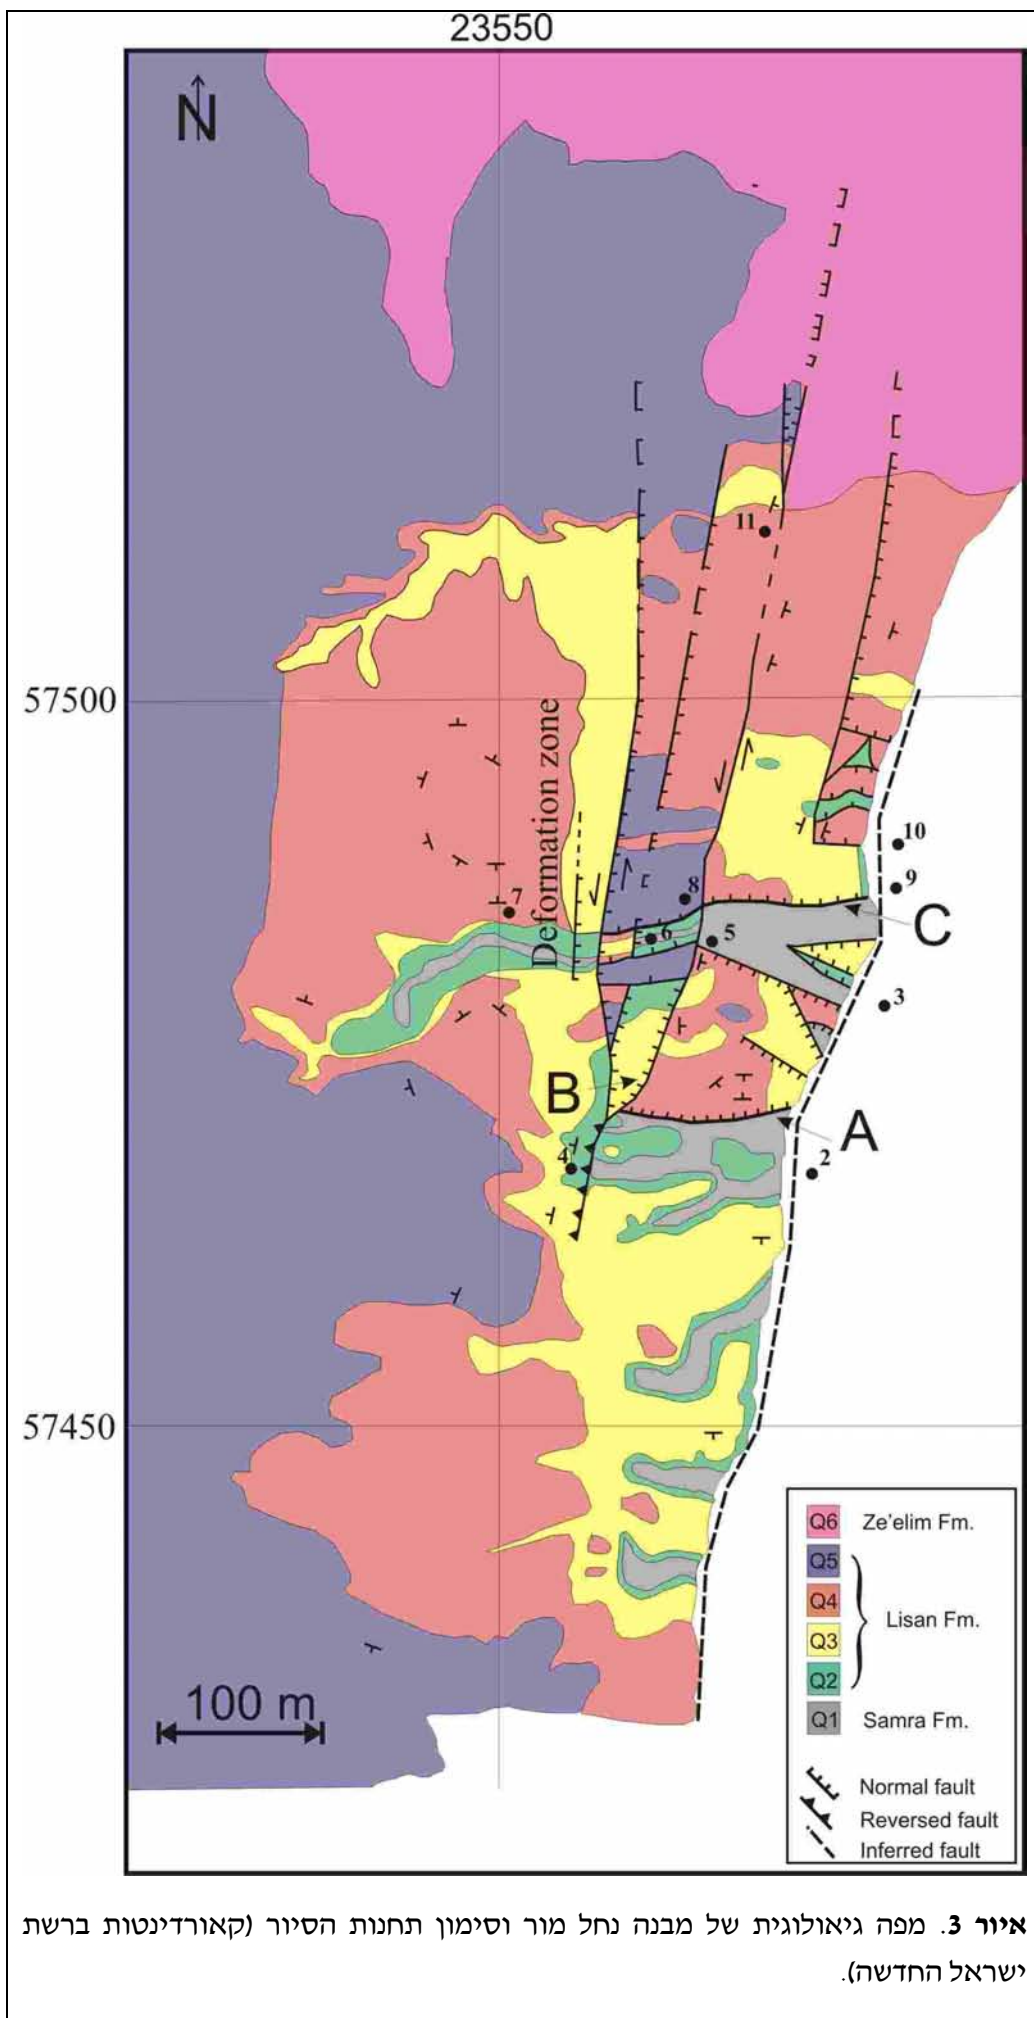 23550
N
11
57500
Deformation zone
10
9
8
7
C
6
5
3
B
A
4
2
57450
Q6 Ze'elim Fm.
Q5
Q4
Lisan Fm.
Q3
Q2
Q1 Samra Fm.
100 m
Normal fault
Reversed fault
Inferred fault
איור 3. מפה גיאולוגית של מבנה נחל מור וסימון תחנות הסיור (קאורדינטות ברשת
ישראל החדשה).